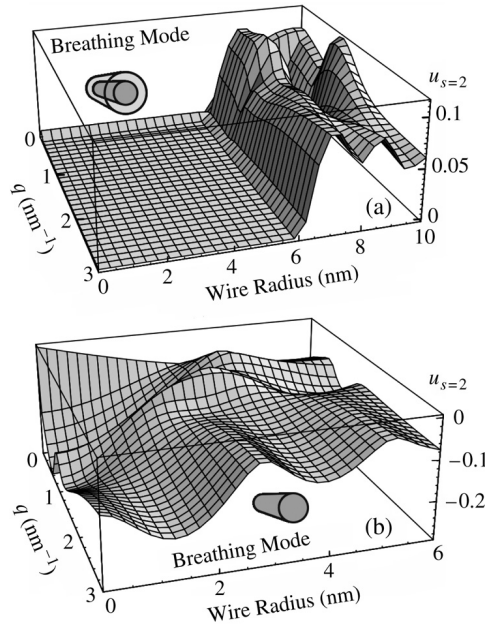 Breathing Mode
u_{s=2}
0.1
0.05
0
0
1
2
3
q (nm⁻¹)
(a)
0
2
4
6
8
10
Wire Radius (nm)
u_{s=2}
0
−0.1
−0.2
0
1
2
3
q (nm⁻¹)
(b)
Breathing Mode
0
2
4
6
Wire Radius (nm)